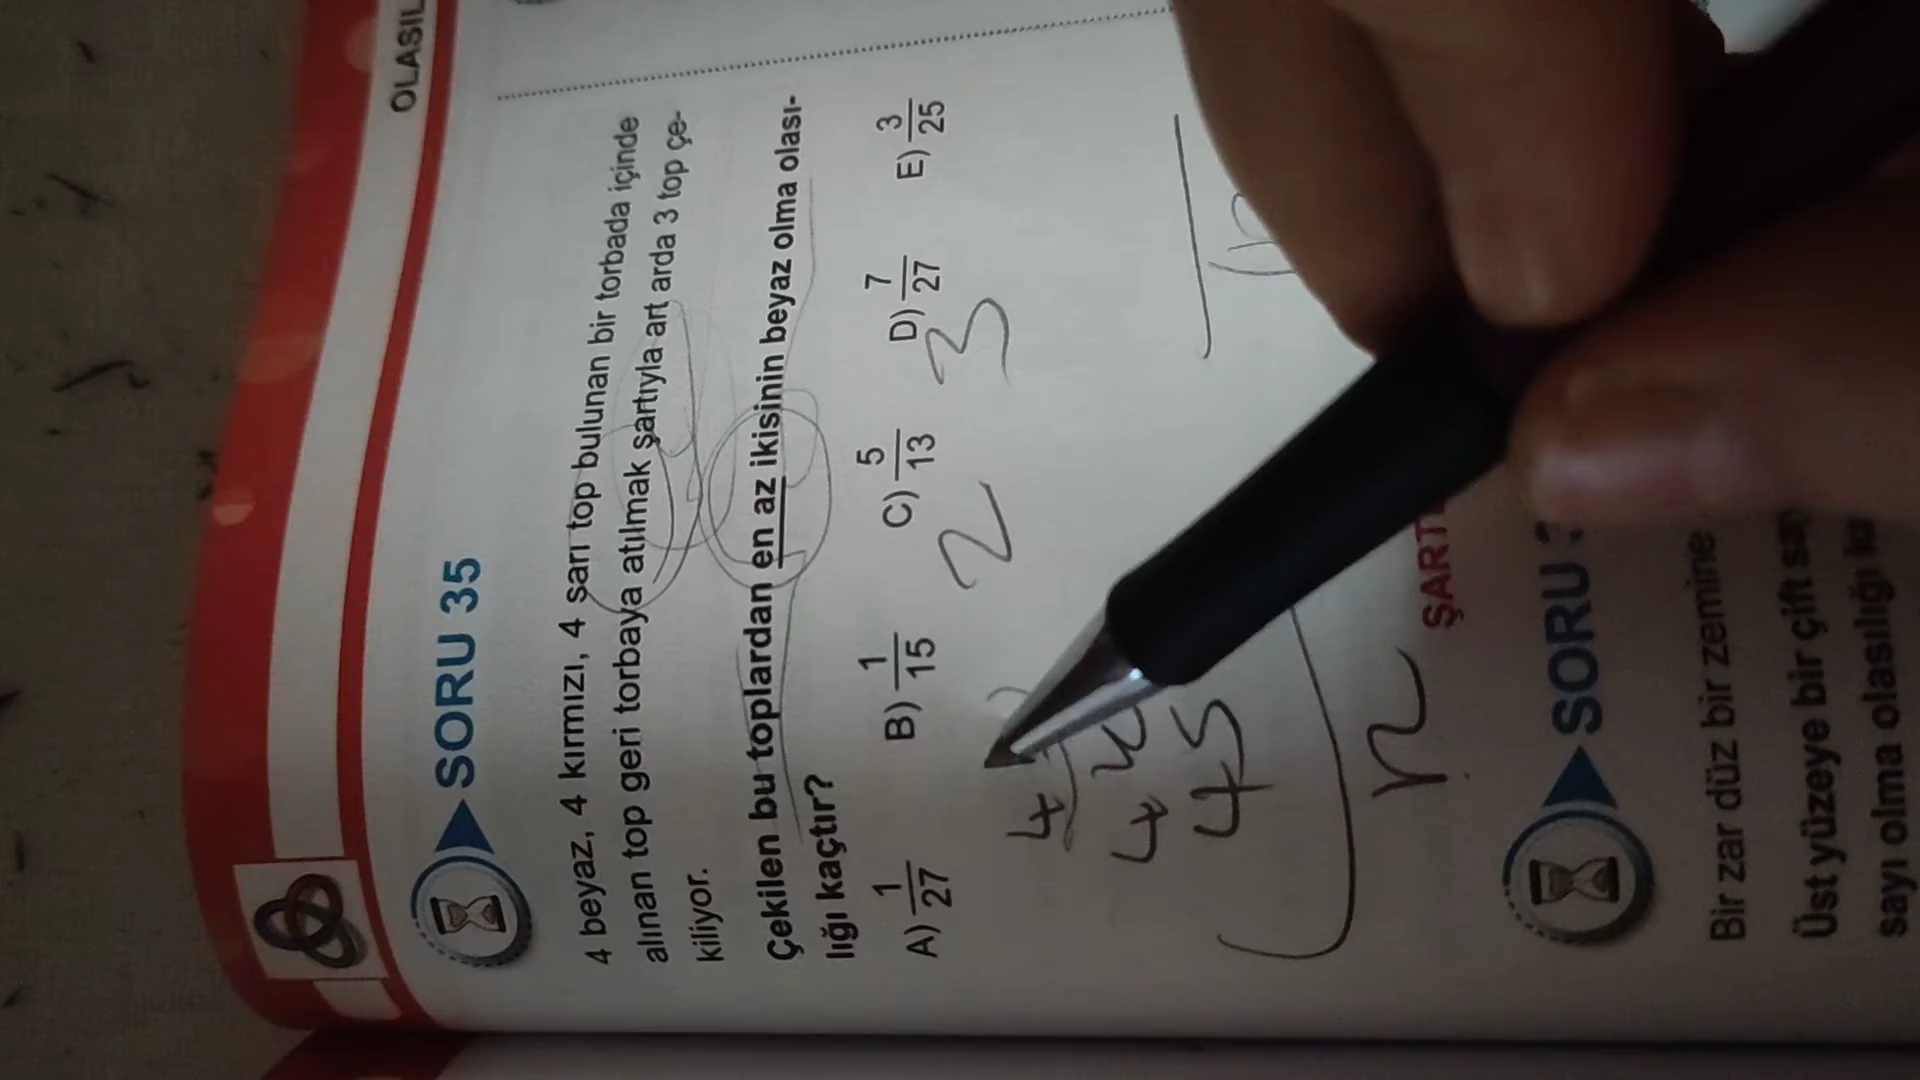 OLASIL
SORU 35
4 beyaz, 4 kırmızı, 4 sarı top bulunan bir torbada içinde
alınan top geri torbaya atılmak şartıyla art arda 3 top çe-
kiliyor.
Çekilen bu toplardan en az ikisinin beyaz olma olası-
lığı kaçtır?
A) 1/27 B) 1/15 C) 5/13 D) 7/27 E) 3/25
2 3
4
4
4 S
ŞART
SORU
Bir zar düz bir zemine
Üst yüzeye bir çift
sayı olma olasılığı